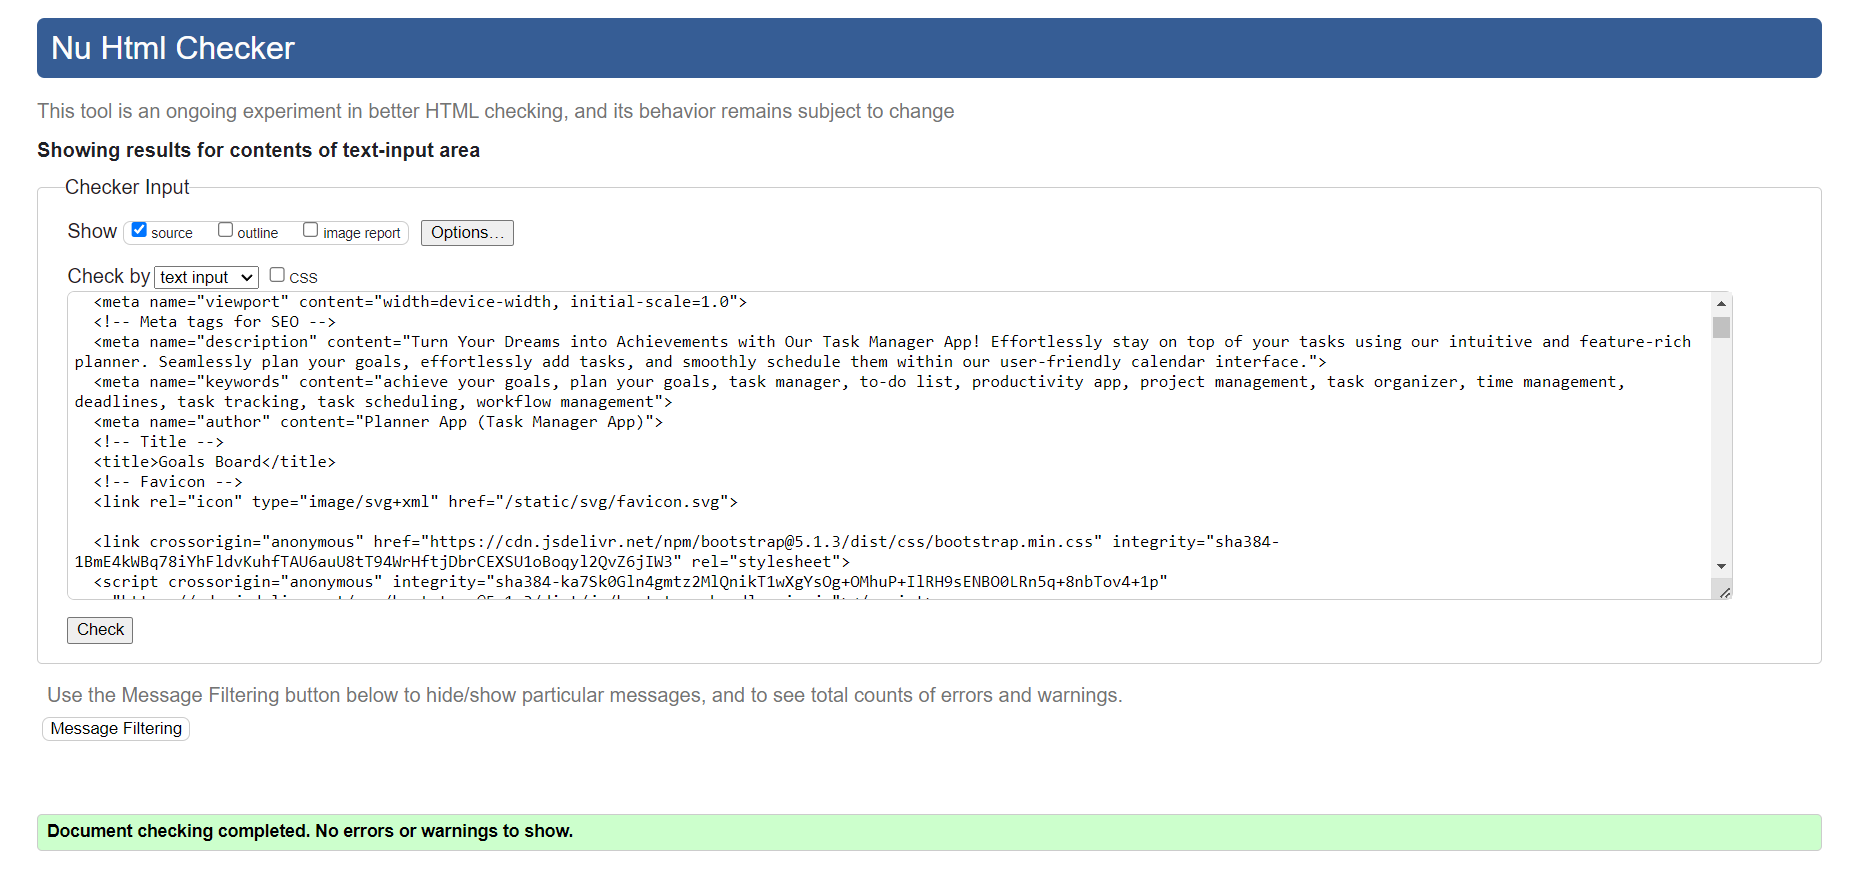 Nu Html Checker
This tool is an ongoing experiment in better HTML checking, and its behavior remains subject to change
Showing results for contents of text-input area
Checker Input
Show source outline image report Options...
Check by text input CSS
<meta name="viewport" content="width=device-width, initial-scale=1.0">
<!-- Meta tags for SEO -->
<meta name="description" content="Turn Your Dreams into Achievements with Our Task Manager App! Effortlessly stay on top of your tasks using our intuitive and feature-rich
planner. Seamlessly plan your goals, effortlessly add tasks, and smoothly schedule them within our user-friendly calendar interface.">
<meta name="keywords" content="achieve your goals, plan your goals, task manager, to-do list, productivity app, project management, task organizer, time management,
deadlines, task tracking, task scheduling, workflow management">
<meta name="author" content="Planner App (Task Manager App)">
<!-- Title -->
<title>Goals Board</title>
<!-- Favicon -->
<link rel="icon" type="image/svg+xml" href="/static/svg/favicon.svg">
<link crossorigin="anonymous" href="https://cdn.jsdelivr.net/npm/bootstrap@5.1.3/dist/css/bootstrap.min.css" integrity="sha384-
1BmE4kWBq78iYhFldvKuhfTAU6auU8tT94WrHftjDbrCEXSU1oBoqyl2QvZ6jIW3" rel="stylesheet">
<script crossorigin="anonymous" integrity="sha384-ka7Sk0Gln4gmtz2MlQnikT1wXgYsOg+OMhuP+IlRH9sENBO0LRn5q+8nbTov4+1p"
Check
Use the Message Filtering button below to hide/show particular messages, and to see total counts of errors and warnings.
Message Filtering
Document checking completed. No errors or warnings to show.